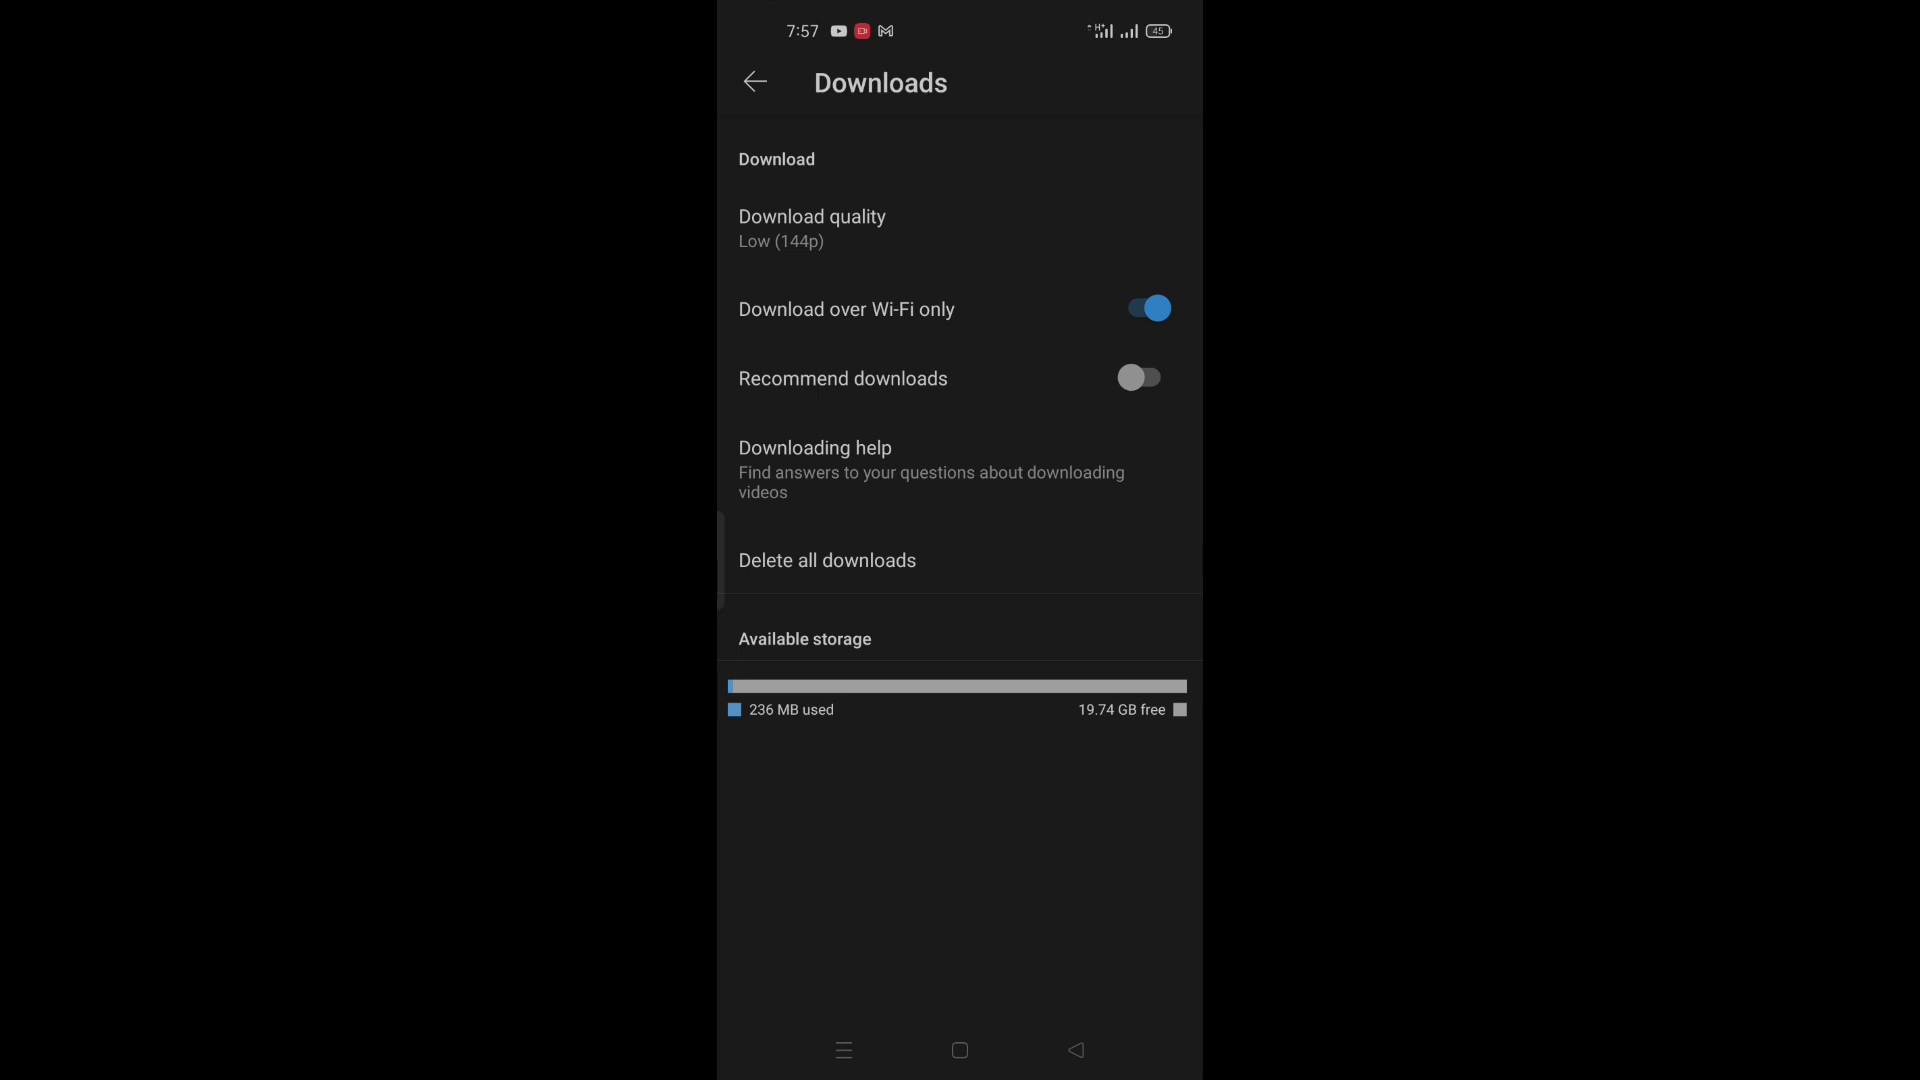 7:57 H+ 45
Downloads
Download
Download quality
Low (144p)
Download over Wi-Fi only
Recommend downloads
Downloading help
Find answers to your questions about downloading
videos
Delete all downloads
Available storage
236 MB used 19.74 GB free